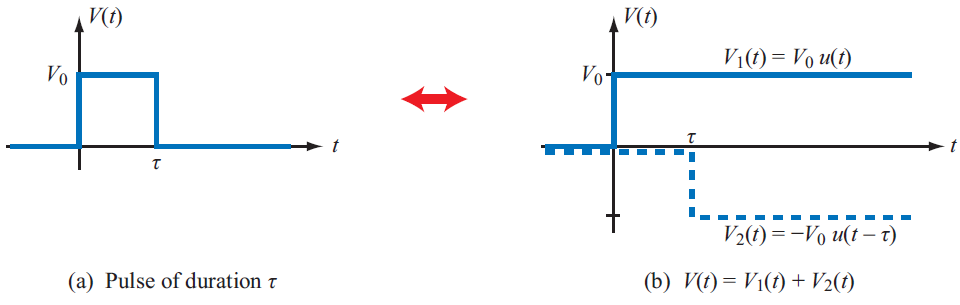 V(t)
V₀
t
τ
(a) Pulse of duration τ
V(t)
V₁(t) = V₀ u(t)
V₀
τ
t
V₂(t) = −V₀ u(t − τ)
(b) V(t) = V₁(t) + V₂(t)